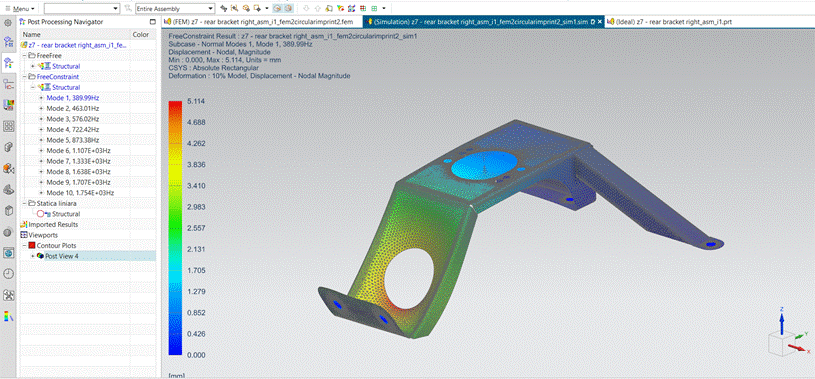 Menu
Entire Assembly
Post Processing Navigator
Name Color
z7 - rear bracket right_asm_i1_fe...
FreeFree
Structural
FreeConstraint
Structural
Mode 1, 389.99Hz
Mode 2, 463.01Hz
Mode 3, 576.02Hz
Mode 4, 722.42Hz
Mode 5, 873.38Hz
Mode 6, 1.107E+03Hz
Mode 7, 1.333E+03Hz
Mode 8, 1.638E+03Hz
Mode 9, 1.707E+03Hz
Mode 10, 1.754E+03Hz
Statica liniara
Structural
Imported Results
Viewports
Contour Plots
Post View 4
(FEM) z7 - rear bracket right_asm_i1_fem2circularimprint2.fem
(Simulation) z7 - rear bracket right_asm_i1_fem2circularimprint2_sim1.sim
(Ideal) z7 - rear bracket right_asm_i1.prt
FreeConstraint Result : z7 - rear bracket right_asm_i1_fem2circularimprint2_sim1
Subcase - Normal Modes 1, Mode 1, 389.99Hz
Displacement - Nodal, Magnitude
Min : 0.000, Max : 5.114, Units = mm
CSYS : Absolute Rectangular
Deformation : 10% Model, Displacement - Nodal Magnitude
5.114
4.688
4.262
3.836
3.410
2.983
2.557
2.131
1.705
1.279
0.852
0.426
0.000
[mm]
Z
Y
X